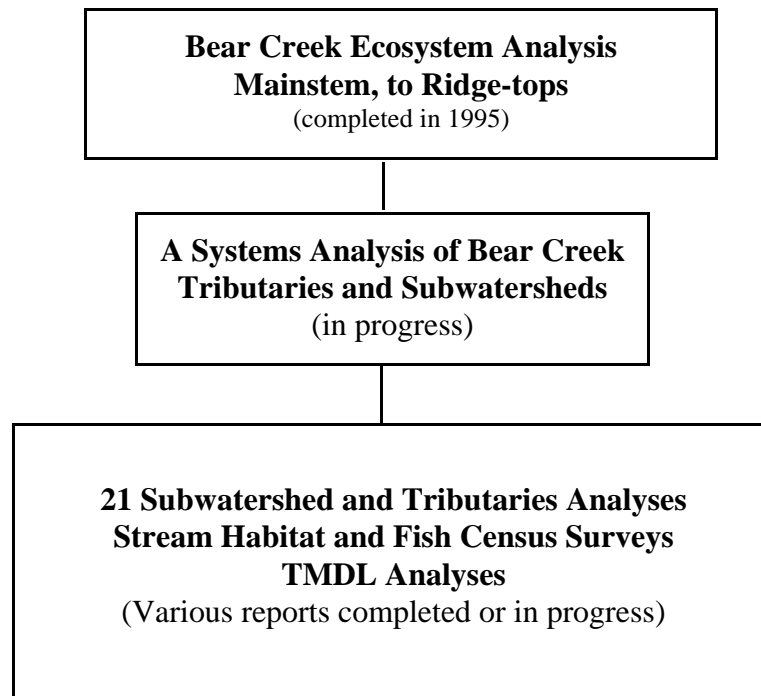 Bear Creek Ecosystem Analysis
Mainstem, to Ridge-tops
(completed in 1995)
A Systems Analysis of Bear Creek
Tributaries and Subwatersheds
(in progress)
21 Subwatershed and Tributaries Analyses
Stream Habitat and Fish Census Surveys
TMDL Analyses
(Various reports completed or in progress)